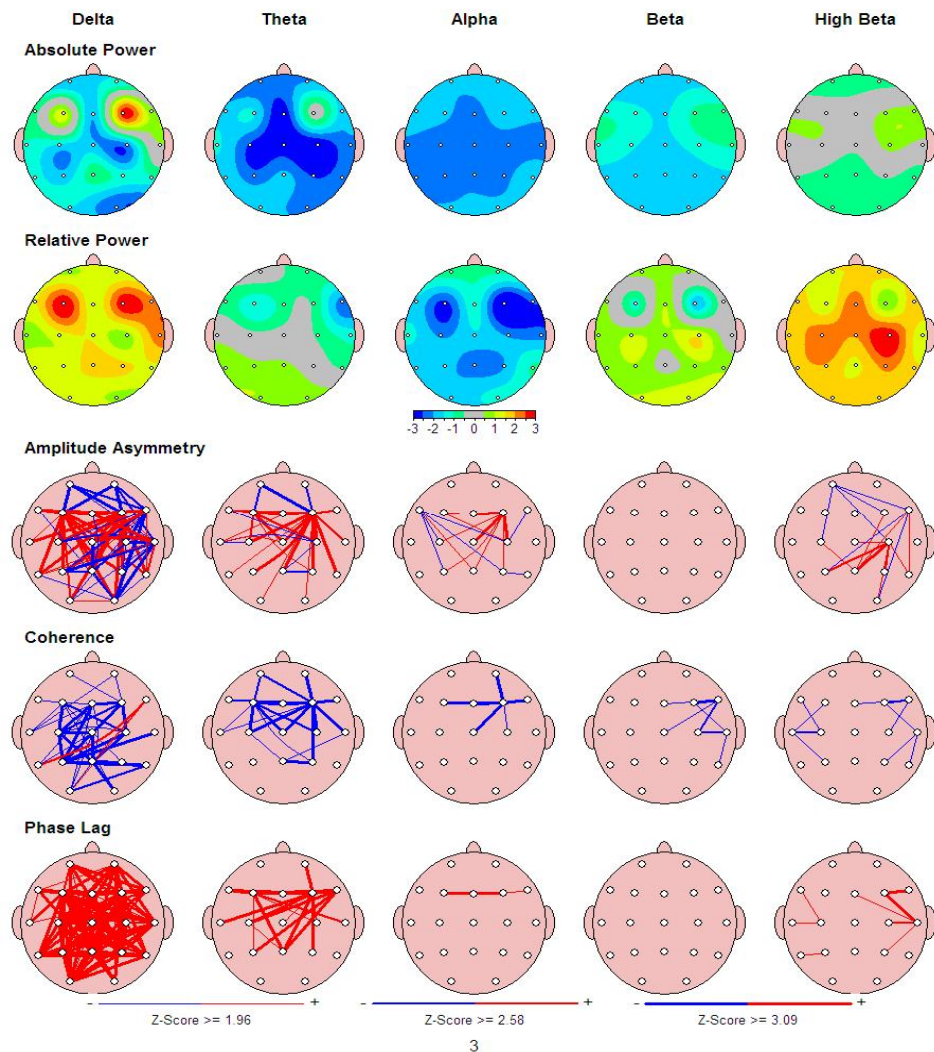 Delta Theta Alpha Beta High Beta
Absolute Power
Relative Power
-3 -2 -1 0 1 2 3
Amplitude Asymmetry
Coherence
Phase Lag
- + - + - +
Z-Score >= 1.96 Z-Score >= 2.58 Z-Score >= 3.09
3